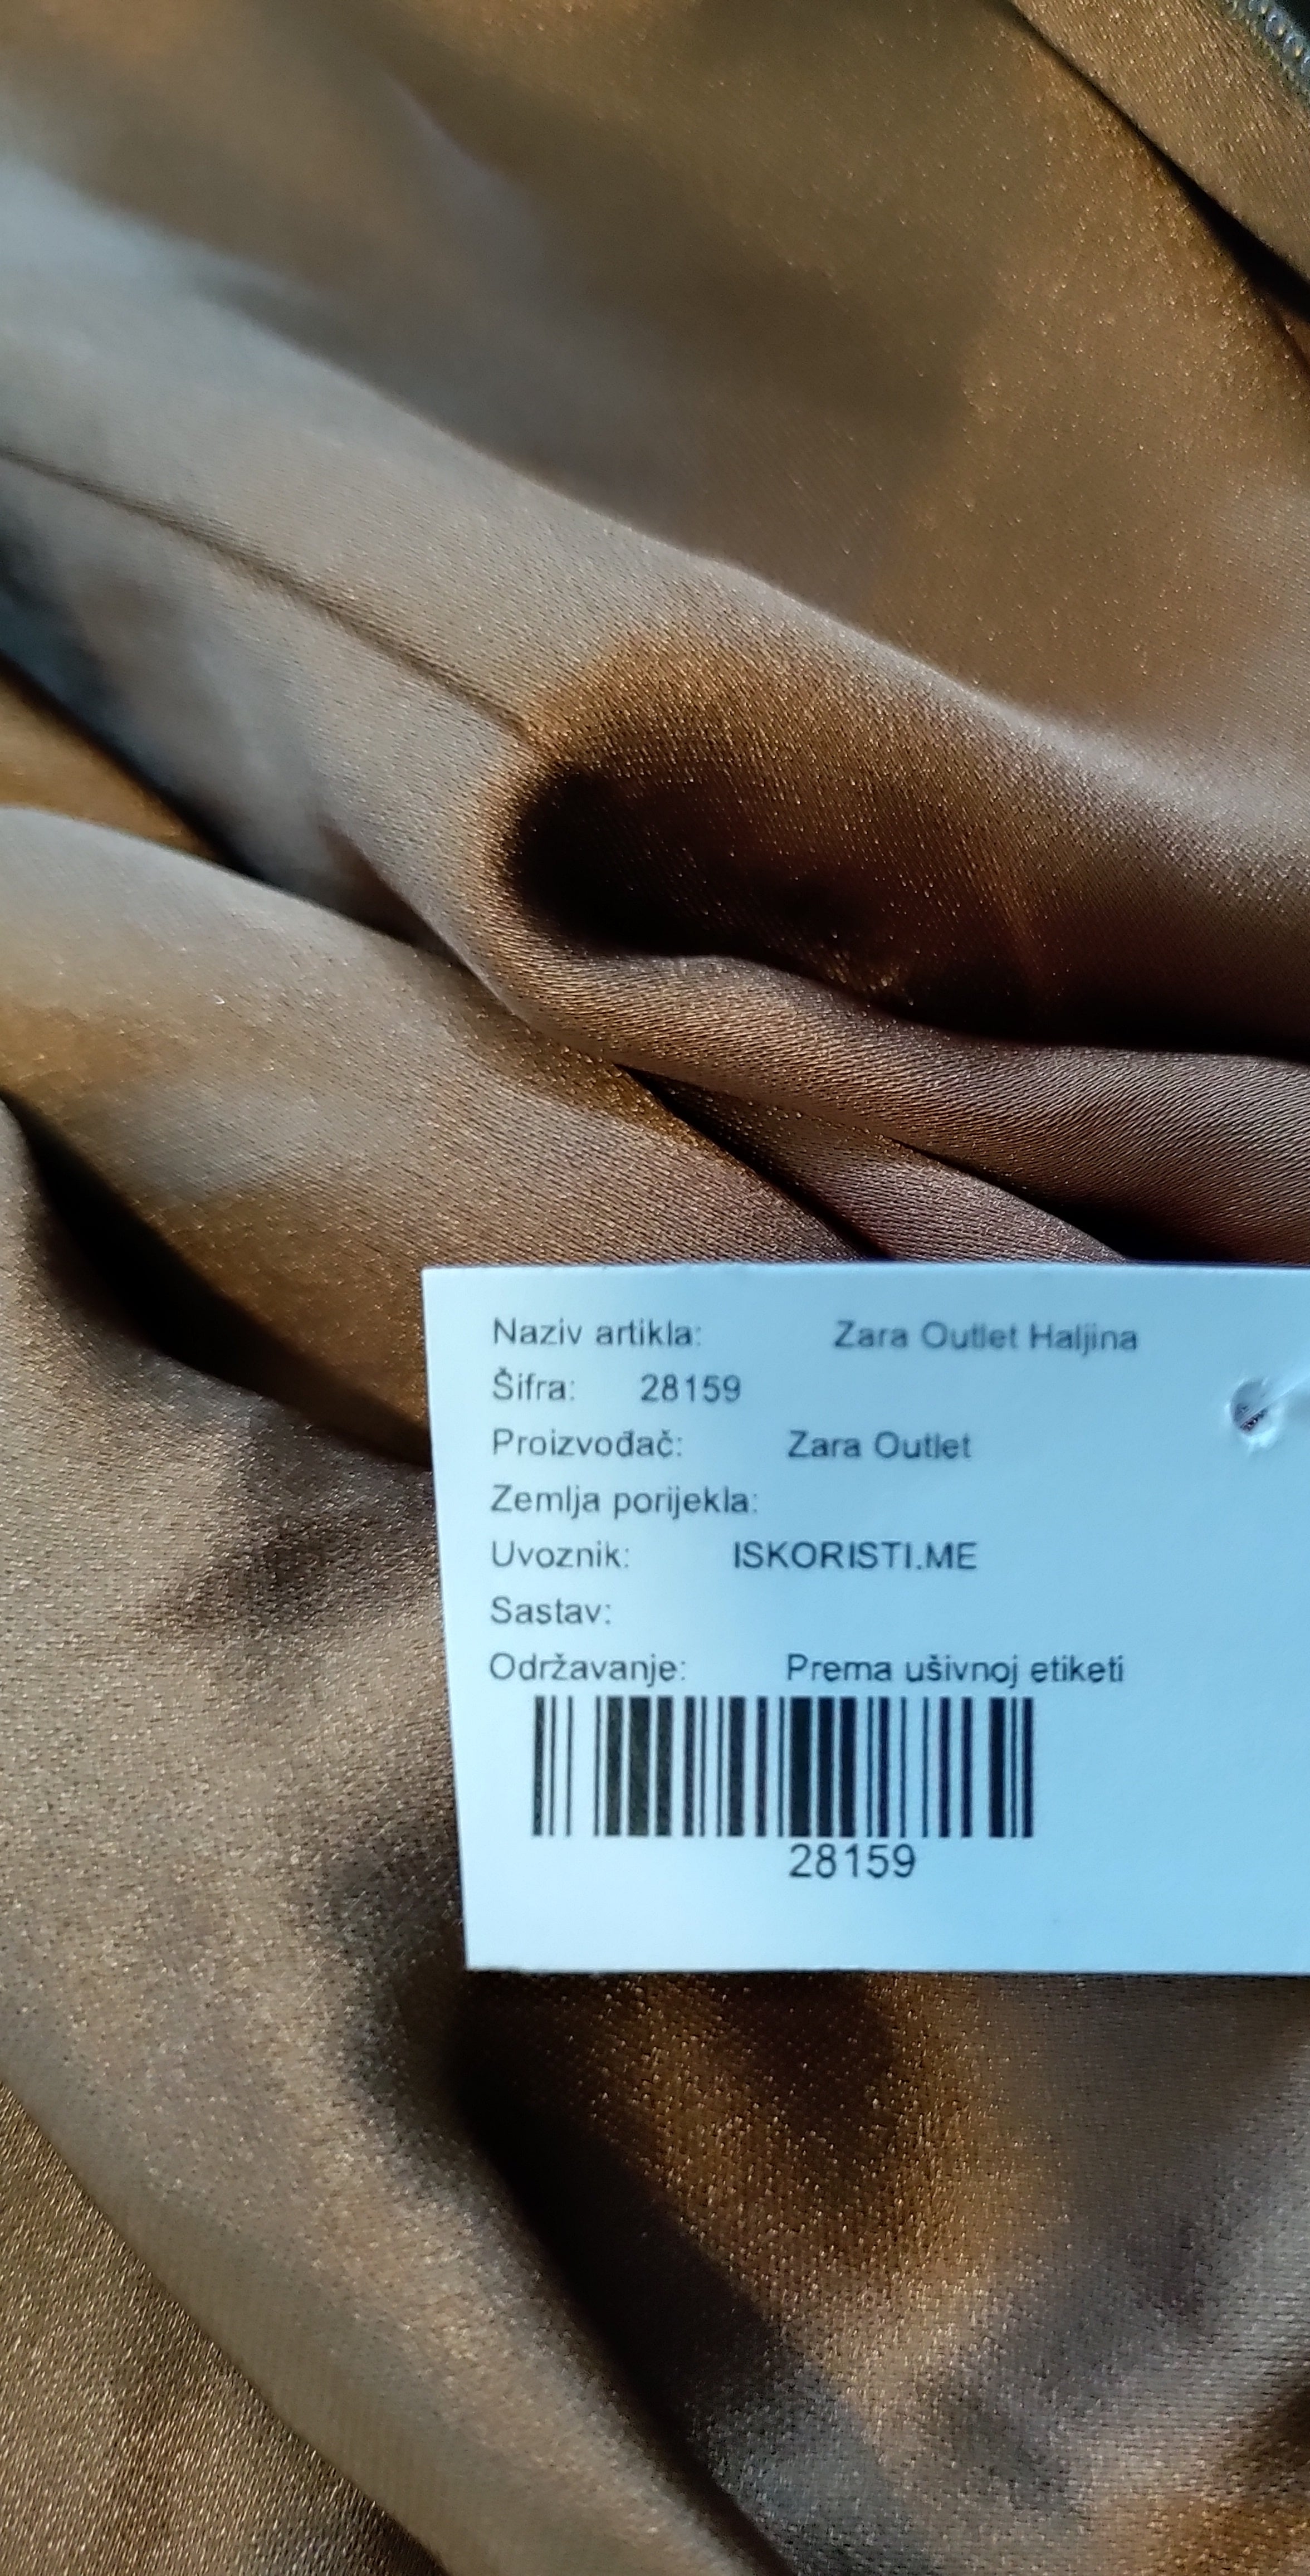 Naziv artikla: Zara Outlet Haljina
Šifra: 28159
Proizvođač: Zara Outlet
Zemlja porijekla:
Uvoznik: ISKORISTI.ME
Sastav:
Održavanje: Prema ušivnoj etiketi
28159